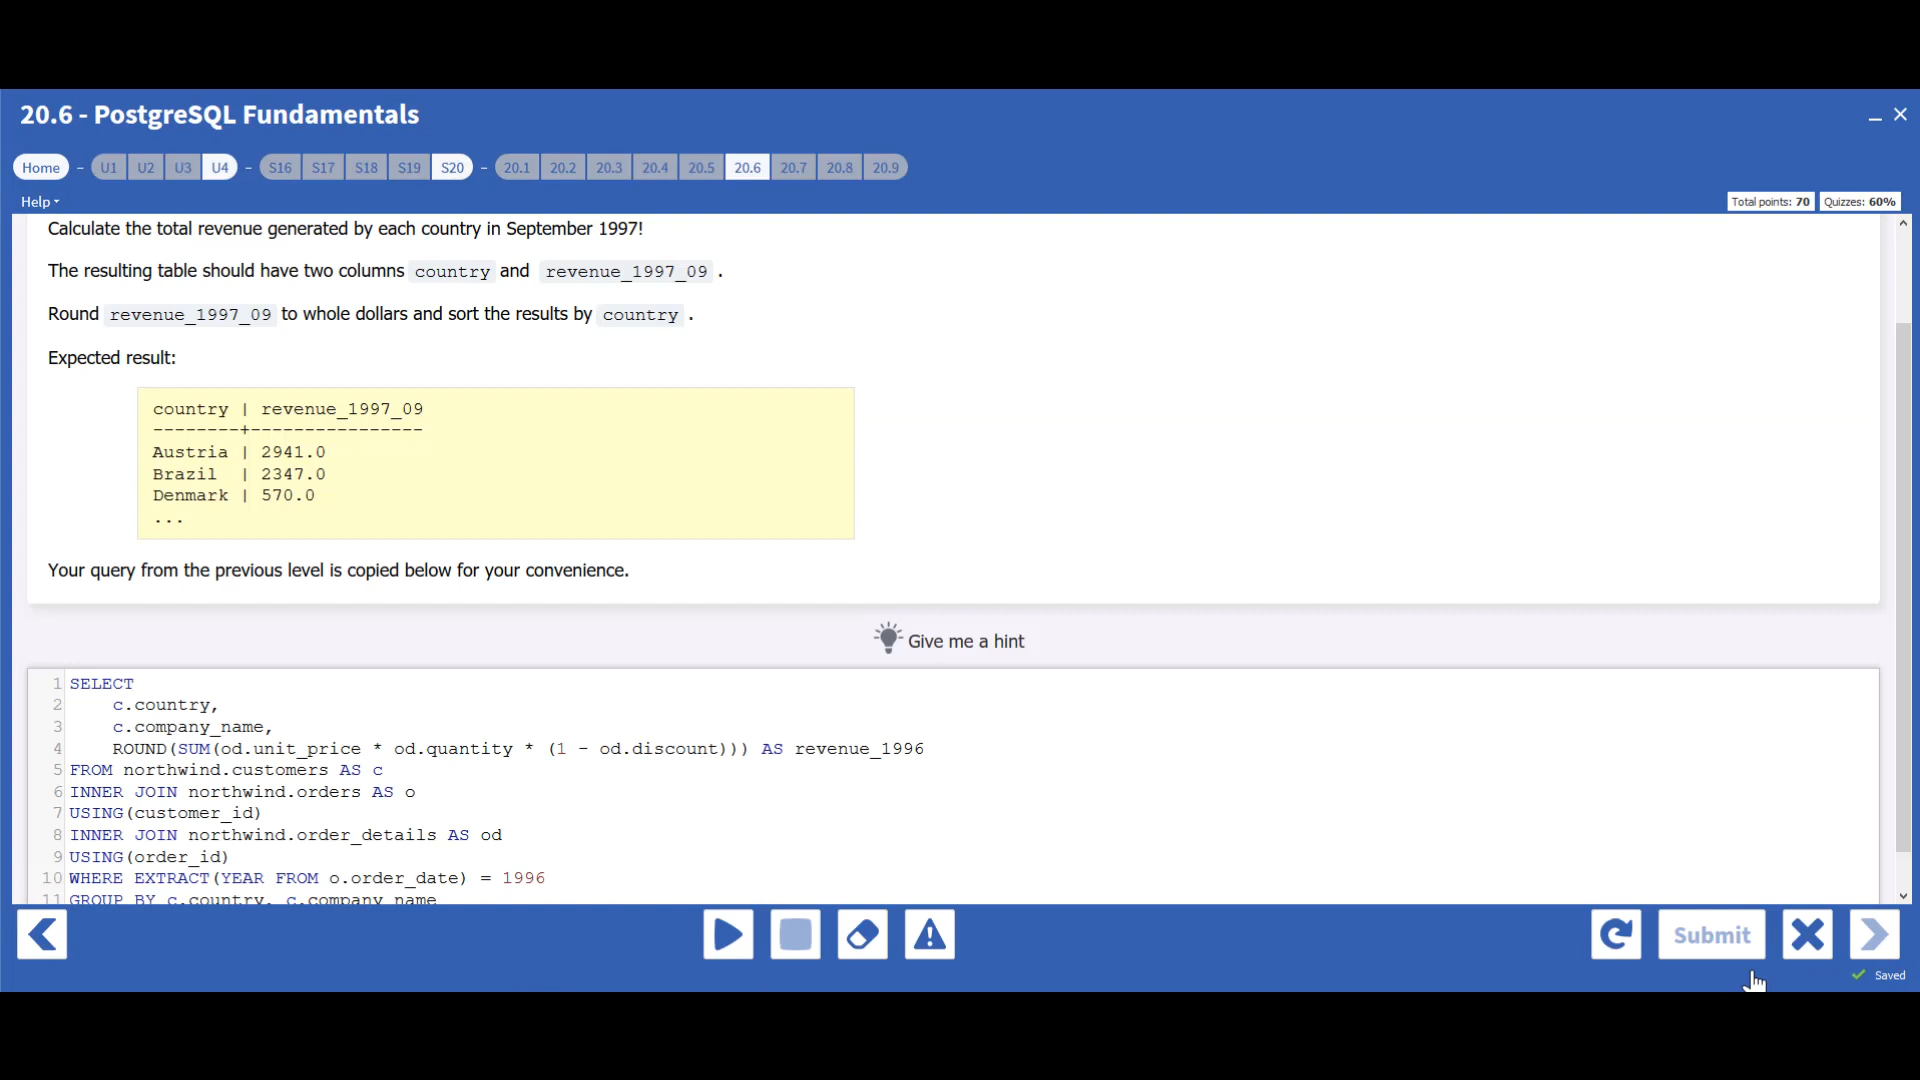 20.6 - PostgreSQL Fundamentals
Home - U1 U2 U3 U4 - S16 S17 S18 S19 S20 - 20.1 20.2 20.3 20.4 20.5 20.6 20.7 20.8 20.9
Help
Total points: 70 Quizzes: 60%
Calculate the total revenue generated by each country in September 1997!
The resulting table should have two columns country and revenue_1997_09 .
Round revenue_1997_09 to whole dollars and sort the results by country .
Expected result:
country | revenue_1997_09
--------+----------------
Austria | 2941.0
Brazil  | 2347.0
Denmark | 570.0
...
Your query from the previous level is copied below for your convenience.
Give me a hint
1 SELECT
2     c.country,
3     c.company_name,
4     ROUND(SUM(od.unit_price * od.quantity * (1 - od.discount))) AS revenue_1996
5 FROM northwind.customers AS c
6 INNER JOIN northwind.orders AS o
7 USING(customer_id)
8 INNER JOIN northwind.order_details AS od
9 USING(order_id)
10 WHERE EXTRACT(YEAR FROM o.order_date) = 1996
11 GROUP BY c.country, c.company_name
Submit
Saved